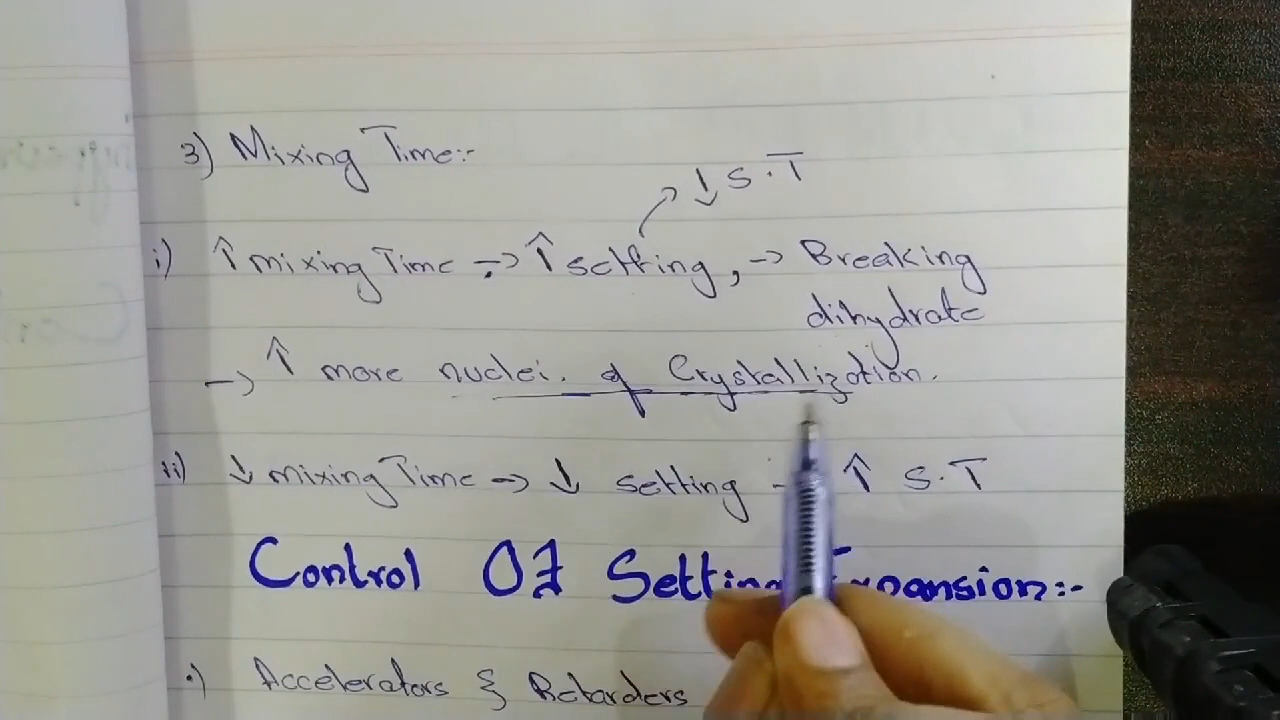 3) Mixing Time:-
↓ S.T
i) ↑ mixing Time :-> ↑ setting, -> Breaking
dihydrate
-> ↑ more nuclei. of Crystallization.
ii) ↓ mixing Time -> ↓ setting - ↑ S.T
Control Of Setting Expansion:-
•) Accelerators & Retarders